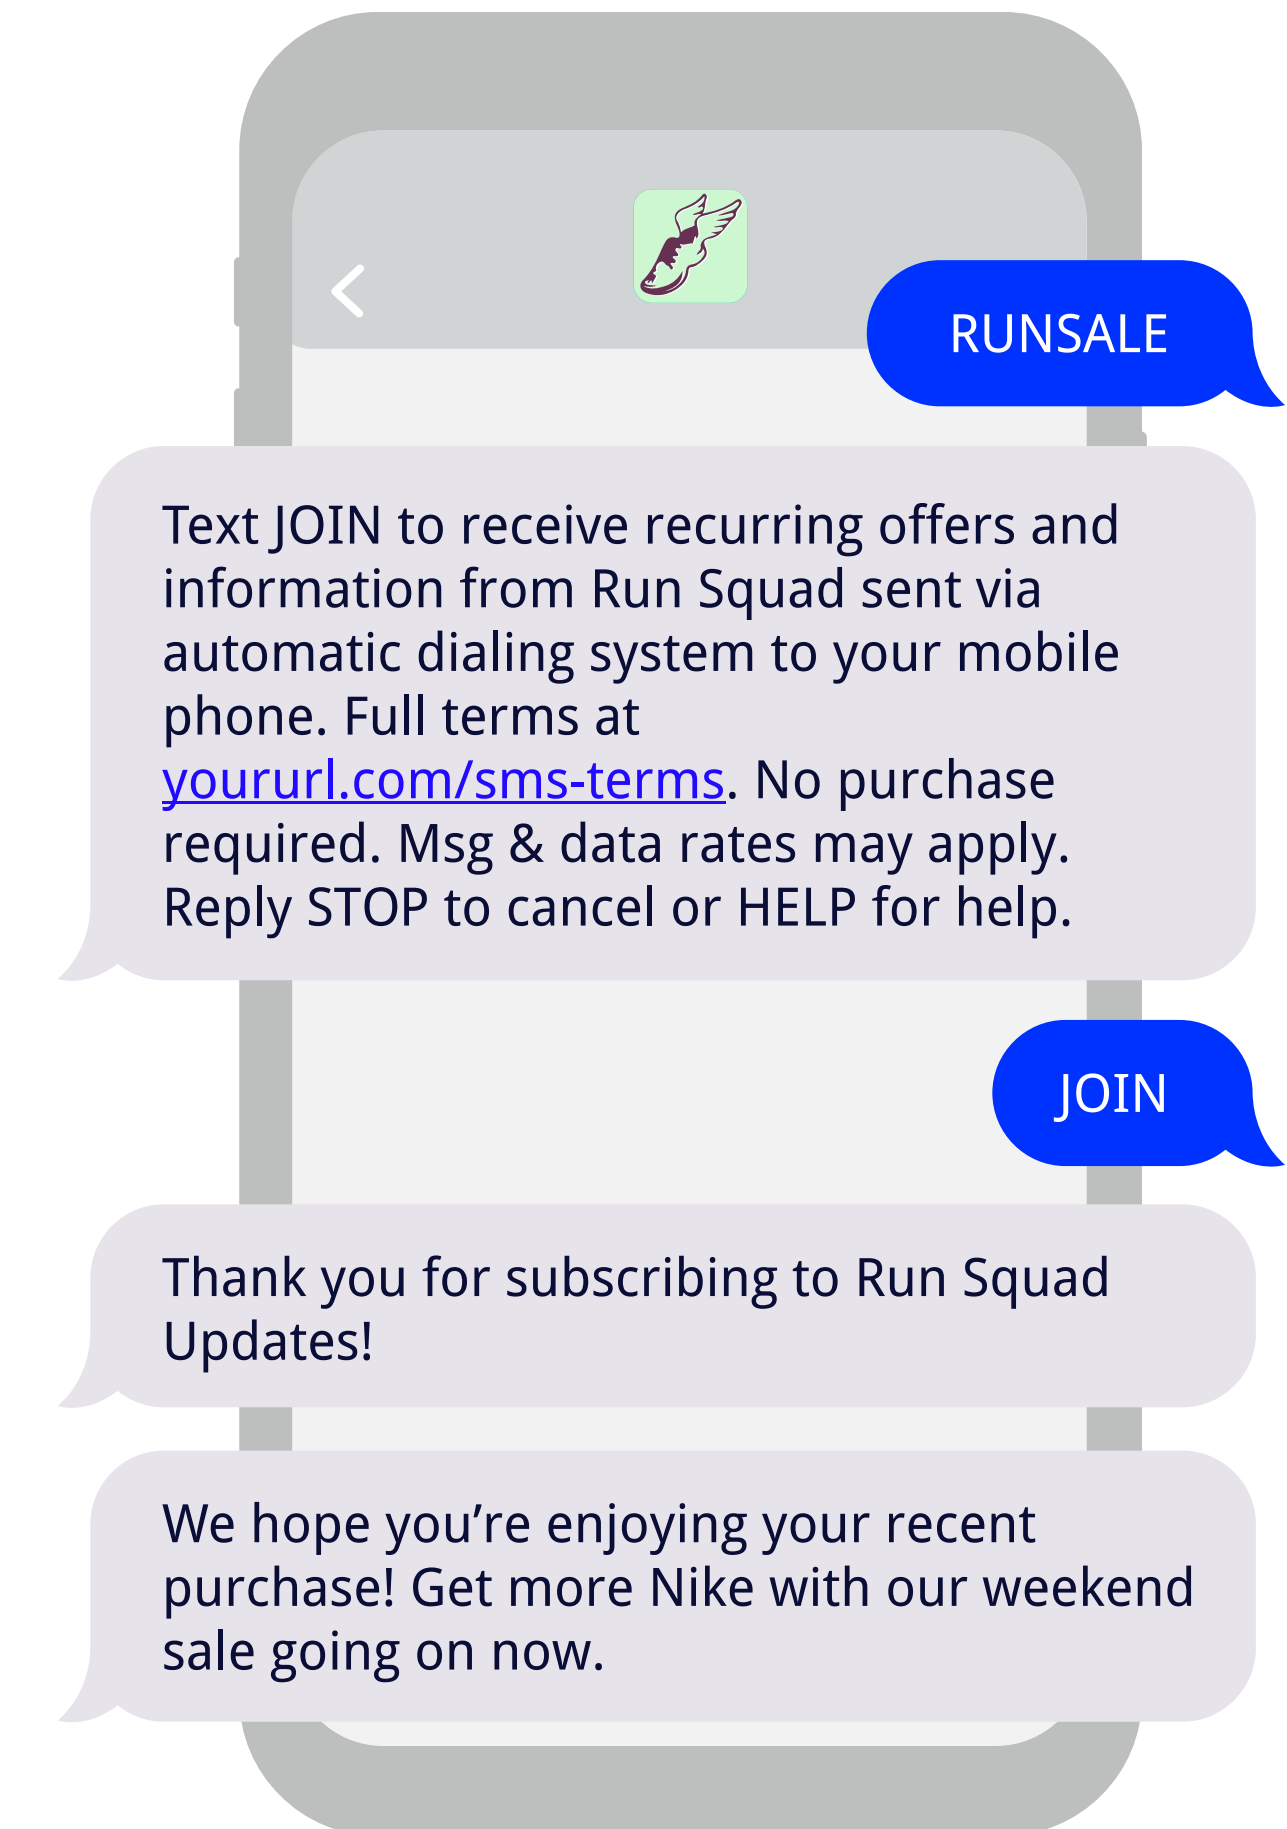 RUNSALE
Text JOIN to receive recurring offers and
information from Run Squad sent via
automatic dialing system to your mobile
phone. Full terms at
yoururl.com/sms-terms. No purchase
required. Msg & data rates may apply.
Reply STOP to cancel or HELP for help.
JOIN
Thank you for subscribing to Run Squad
Updates!
We hope you’re enjoying your recent
purchase! Get more Nike with our weekend
sale going on now.